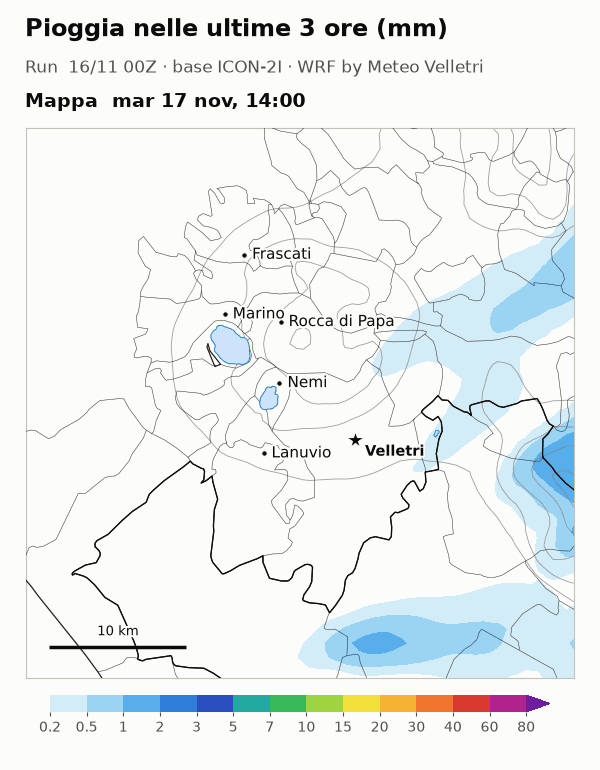 Pioggia nelle ultime 3 ore (mm)
Run  16/11 00Z · base ICON-2I · WRF by Meteo Velletri
Mappa  mar 17 nov, 14:00
Frascati
Marino
Rocca di Papa
Nemi
Velletri
Lanuvio
10 km
0.2 0.5 1 2 3 5 7 10 15 20 30 40 60 80